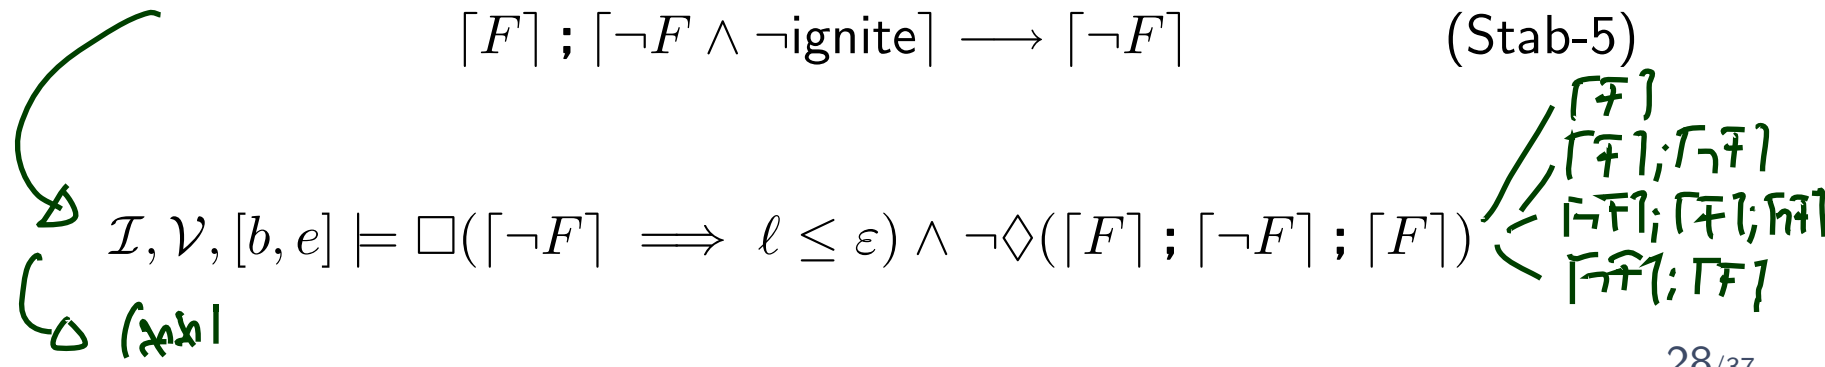 ⌈F⌉ ; ⌈¬F ∧ ¬ignite⌉ ⟶ ⌈¬F⌉ (Stab-5)
⌈F⌉
⌈F⌉;⌈¬F⌉
ℐ, 𝒱, [b, e] ⊨ □(⌈¬F⌉ ⟹ ℓ ≤ ε) ∧ ¬◇(⌈F⌉ ; ⌈¬F⌉ ; ⌈F⌉)
⌈¬F⌉;⌈F⌉;⌈¬F⌉
⌈¬F⌉;⌈F⌉
28/37